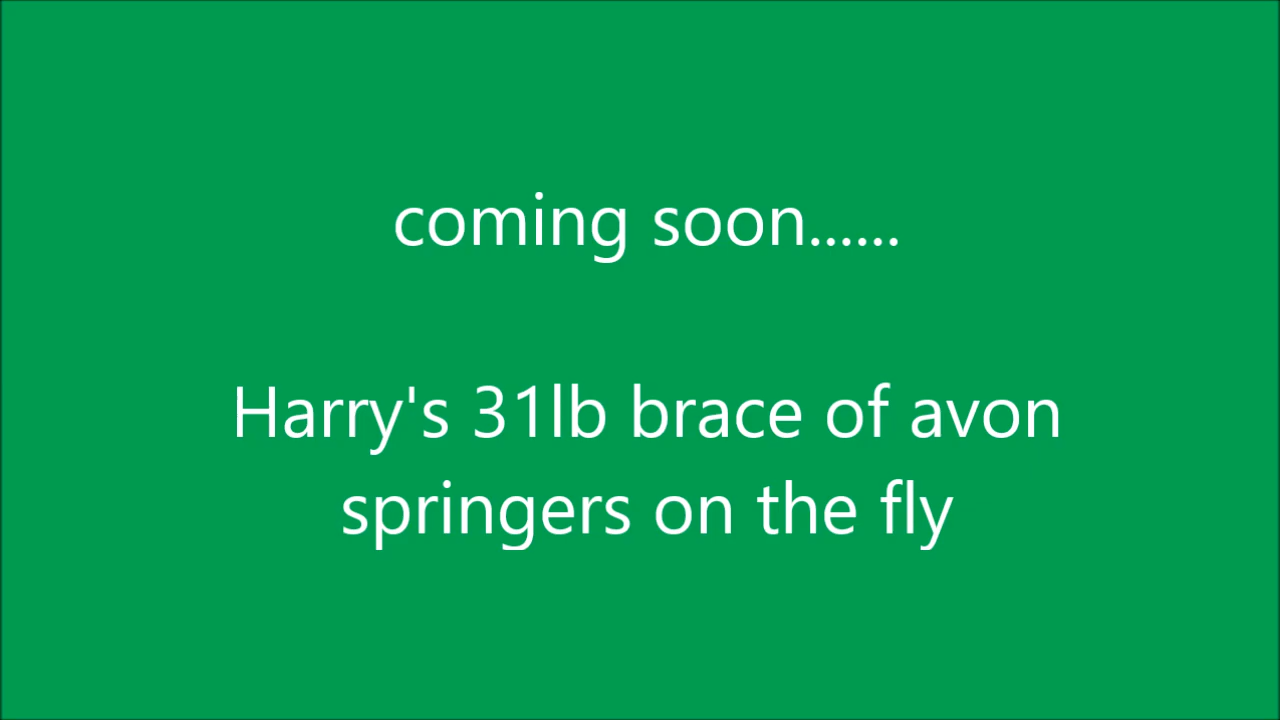 coming soon......
Harry's 31lb brace of avon
springers on the fly